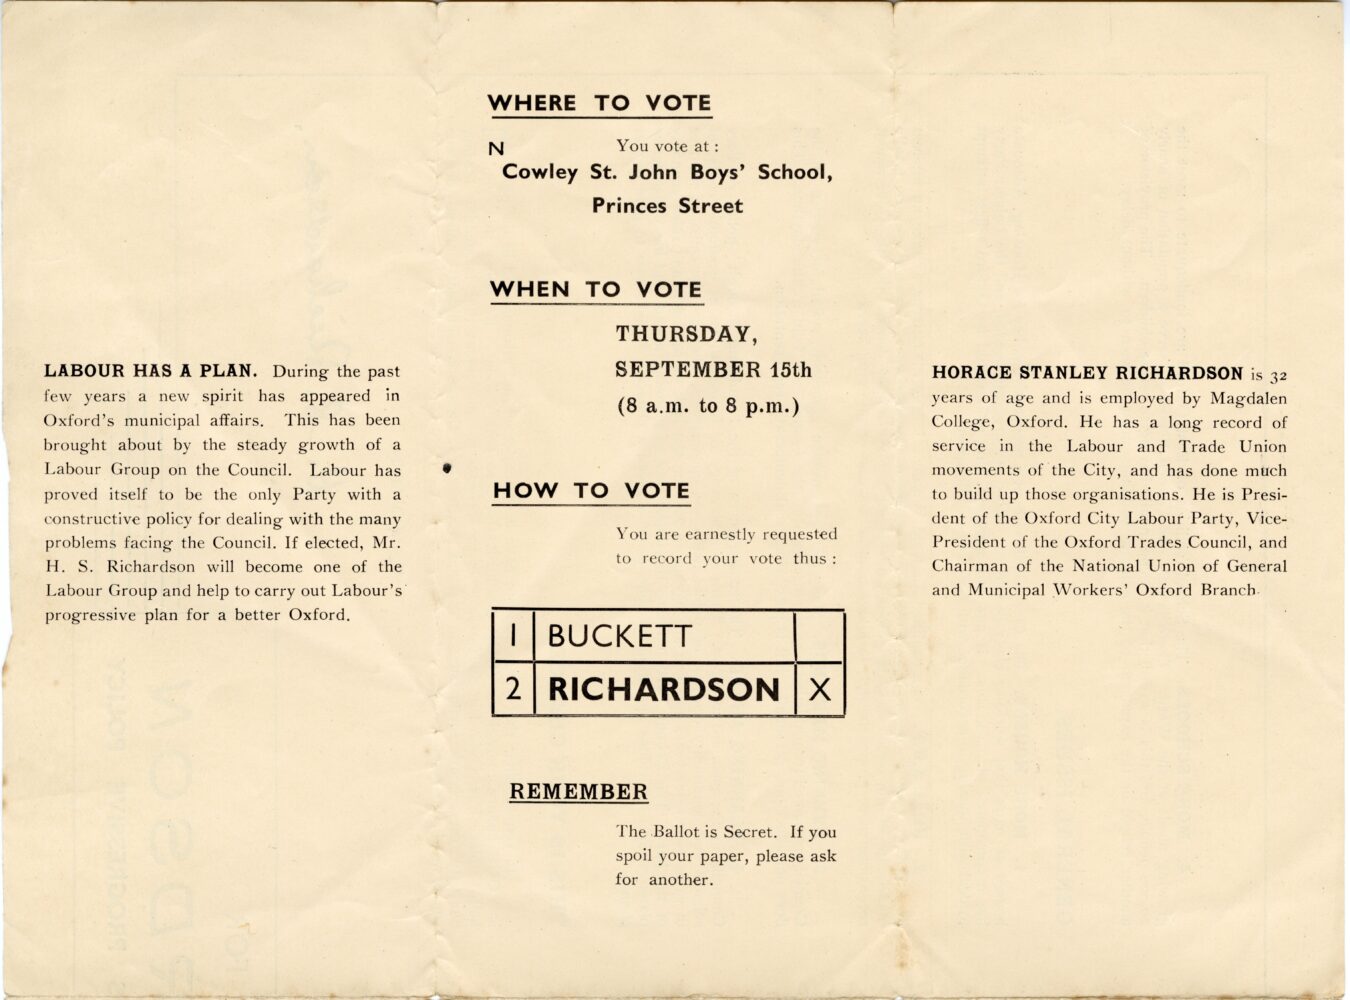 LABOUR HAS A PLAN. During the past
few years a new spirit has appeared in
Oxford's municipal affairs. This has been
brought about by the steady growth of a
Labour Group on the Council. Labour has
proved itself to be the only Party with a
constructive policy for dealing with the many
problems facing the Council. If elected, Mr.
H. S. Richardson will become one of the
Labour Group and help to carry out Labour's
progressive plan for a better Oxford.
WHERE TO VOTE
N You vote at :
Cowley St. John Boys' School,
Princes Street
WHEN TO VOTE
THURSDAY,
SEPTEMBER 15th
(8 a.m. to 8 p.m.)
HOW TO VOTE
You are earnestly requested
to record your vote thus :
1 BUCKETT
2 RICHARDSON X
REMEMBER
The Ballot is Secret. If you
spoil your paper, please ask
for another.
HORACE STANLEY RICHARDSON is 32
years of age and is employed by Magdalen
College, Oxford. He has a long record of
service in the Labour and Trade Union
movements of the City, and has done much
to build up those organisations. He is Presi-
dent of the Oxford City Labour Party, Vice-
President of the Oxford Trades Council, and
Chairman of the National Union of General
and Municipal Workers' Oxford Branch.